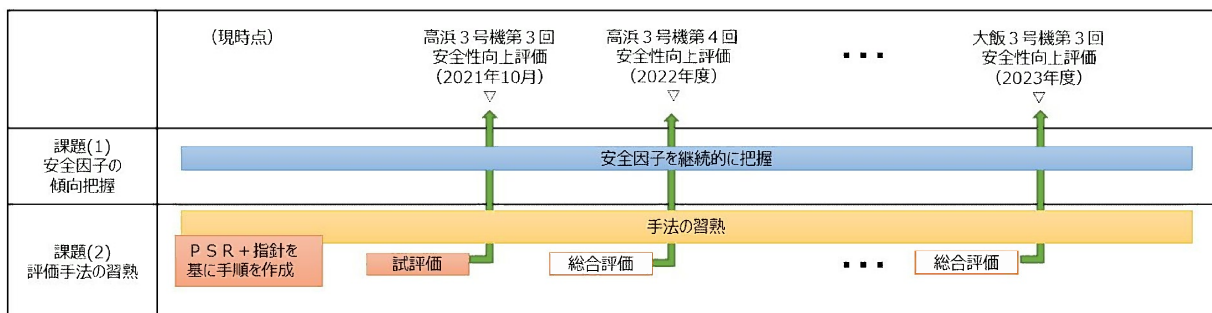 （現時点）
高浜３号機第３回
安全性向上評価
（2021年10月）
▽
高浜３号機第４回
安全性向上評価
（2022年度）
▽
・・・
大飯３号機第３回
安全性向上評価
（2023年度）
▽
課題(1)
安全因子の
傾向把握
安全因子を継続的に把握
課題(2)
評価手法の習熟
手法の習熟
ＰＳＲ＋指針を
基に手順を作成
試評価
総合評価
・・・
総合評価